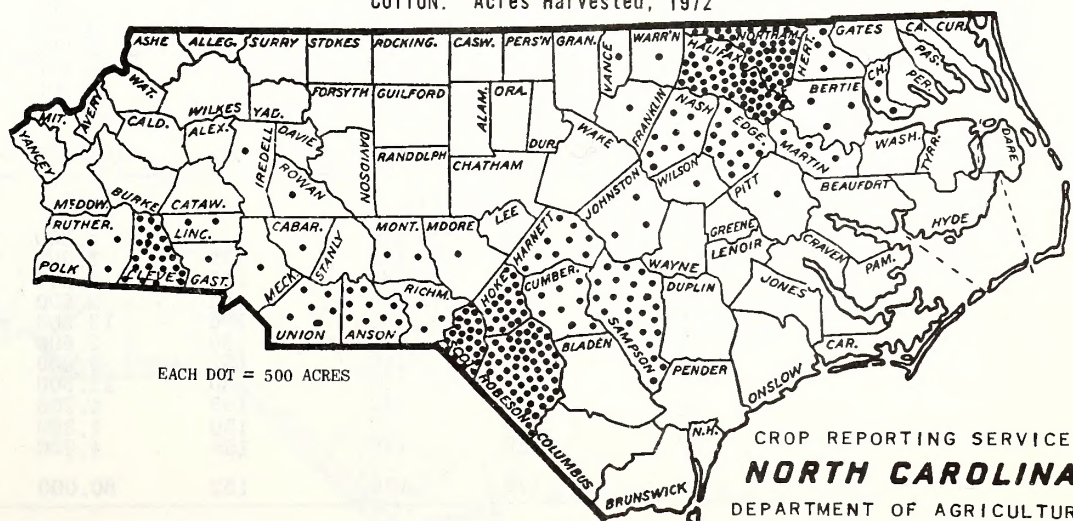 COTTON: Acres Harvested, 1972
ASHE ALLEG. SURRY STOKES ROCKING. CASW. PERS'N GRAN. VANCE WARR'N NORTHAM. HALIFAX HERT. GATES CA. CUR. PAS. PER. CH.
MIT. AVERY WAT. WILKES YAD. FORSYTH GUILFORD ALAM. ORA. DUR. FRANKLIN NASH EDGE. BERTIE
YANCEY CALD. ALEX. IREDELL DAVIE DAVIDSON RANDOLPH CHATHAM WAKE MARTIN WASH. TYRR. DARE
McDOW. BURKE CATAW. ROWAN JOHNSTON WILSON PITT BEAUFORT HYDE
RUTHER. LINC. CABAR. STANLY MONT. MOORE LEE HARNETT GREENE LENOIR CRAVEN PAM.
POLK CLEVE. GAST. MECK. RICHM. HOKE CUMBER. WAYNE DUPLIN JONES
UNION ANSON SCOT. ROBESON BLADEN SAMPSON CAR.
EACH DOT = 500 ACRES
PENDER ONSLOW
COLUMBUS N.H.
BRUNSWICK
CROP REPORTING SERVICE
NORTH CAROLINA
DEPARTMENT OF AGRICULTUR